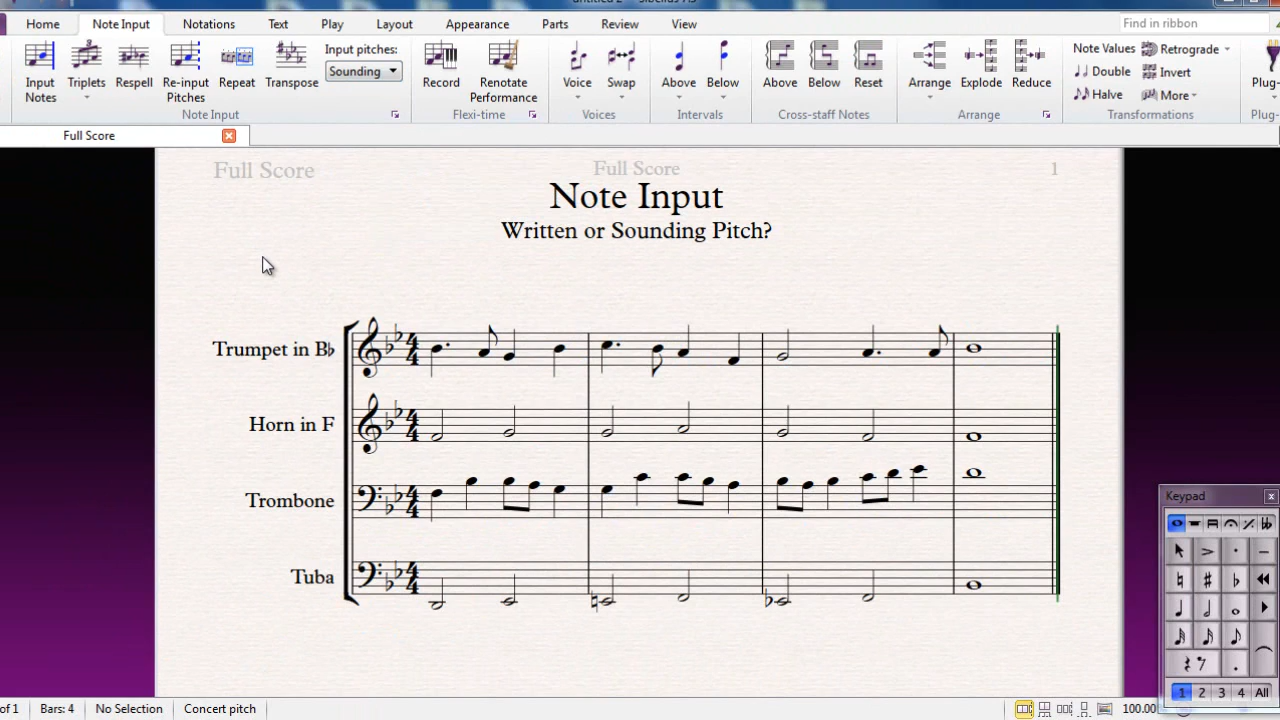 untitled 2 - Sibelius
Home Note Input Notations Text Play Layout Appearance Parts Review View Find in ribbon
Input Notes Triplets Respell Re-input Pitches Repeat Transpose Input pitches: Sounding Record Renotate Performance Voice Swap Above Below Above Below Reset Arrange Explode Reduce Note Values Retrograde Double Invert Halve More Plug-
Note Input Flexi-time Voices Intervals Cross-staff Notes Arrange Transformations Plug-
Full Score
Full Score Full Score 1
Note Input
Written or Sounding Pitch?
Trumpet in B♭
Horn in F
Trombone
Tuba
Keypad
1 2 3 4 All
of 1 Bars: 4 No Selection Concert pitch 100.00